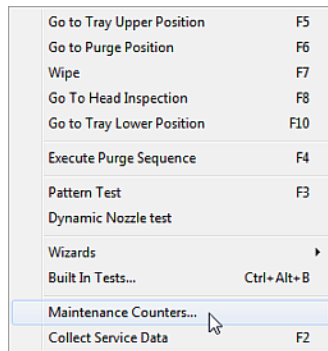 Go to Tray Upper Position F5
Go to Purge Position F6
Wipe F7
Go To Head Inspection F8
Go to Tray Lower Position F10
Execute Purge Sequence F4
Pattern Test F3
Dynamic Nozzle test
Wizards
Built In Tests... Ctrl+Alt+B
Maintenance Counters...
Collect Service Data F2